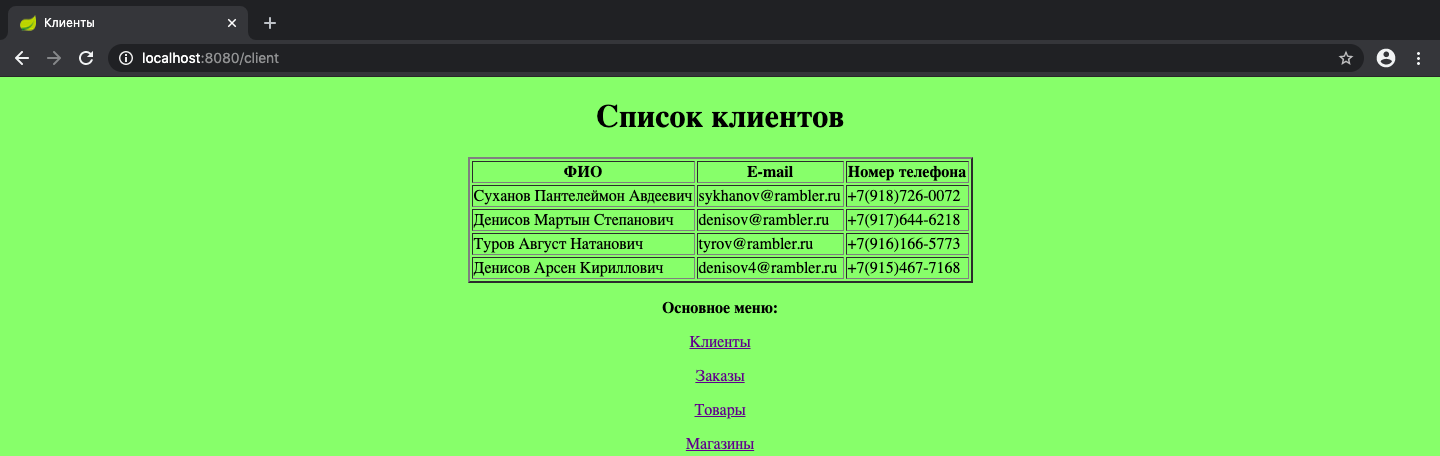 Клиенты
localhost:8080/client
Список клиентов
ФИО E-mail Номер телефона
Суханов Пантелеймон Авдеевич sykhanov@rambler.ru +7(918)726-0072
Денисов Мартын Степанович denisov@rambler.ru +7(917)644-6218
Туров Август Натанович tyrov@rambler.ru +7(916)166-5773
Денисов Арсен Кириллович denisov4@rambler.ru +7(915)467-7168
Основное меню:
Клиенты
Заказы
Товары
Магазины